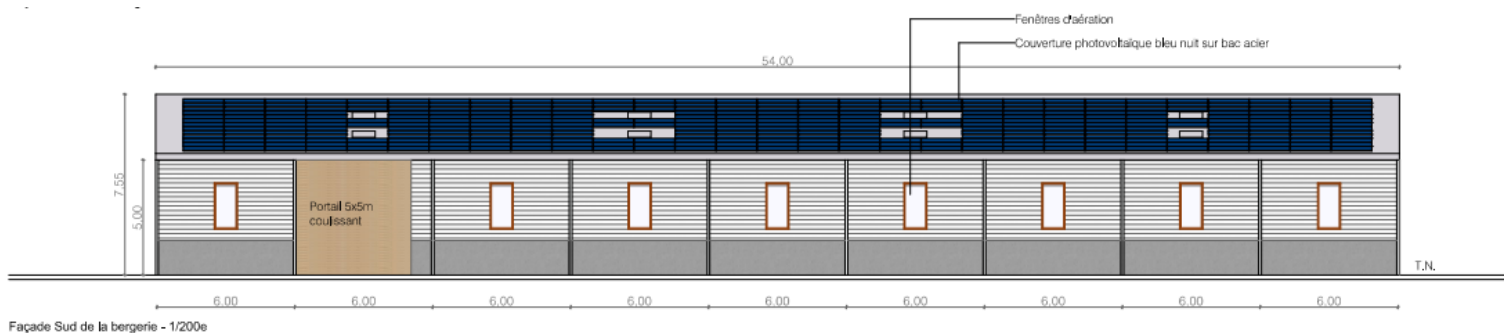 Fenêtres d'aération
Couverture photovoltaïque bleu nuit sur bac acier
54,00
7.55
5.00
Portail 5x5m
coulissant
T.N.
6.00 6.00 6.00 6.00 6.00 6.00 6.00 6.00 6.00
Façade Sud de la bergerie - 1/200e